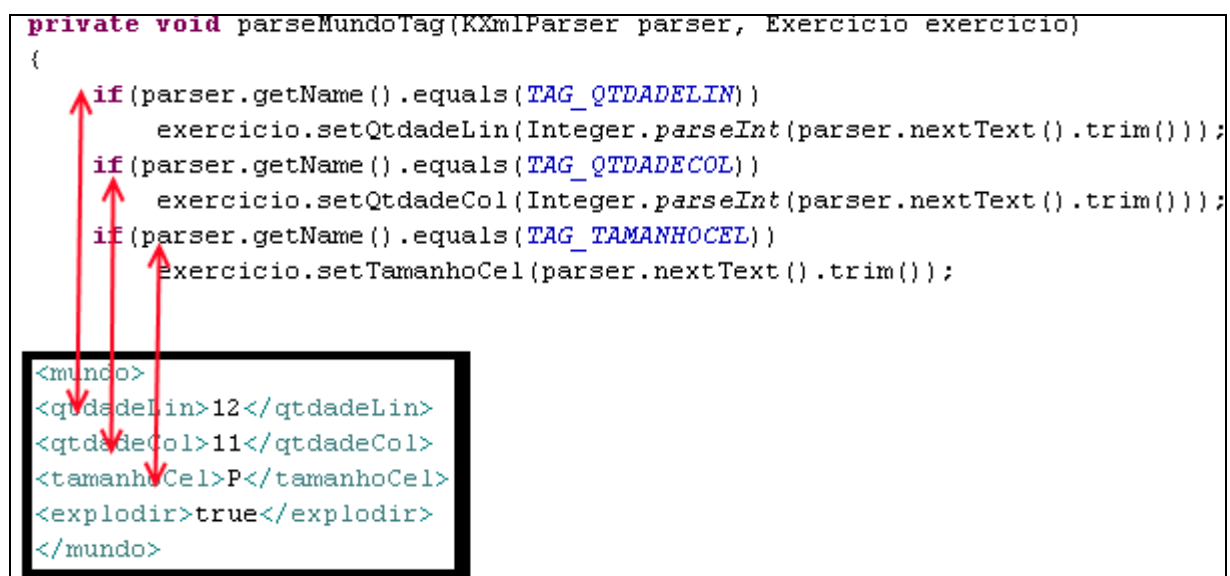 private void parseMundoTag(KXmlParser parser, Exercicio exercicio)
{
if(parser.getName().equals(TAG_QTDADELIN))
exercicio.setQtdadeLin(Integer.parseInt(parser.nextText().trim()));
if(parser.getName().equals(TAG_QTDADECOL))
exercicio.setQtdadeCol(Integer.parseInt(parser.nextText().trim()));
if(parser.getName().equals(TAG_TAMANHOCEL))
exercicio.setTamanhoCel(parser.nextText().trim());
<mundo>
<qtdadeLin>12</qtdadeLin>
<qtdadeCol>11</qtdadeCol>
<tamanhoCel>P</tamanhoCel>
<explodir>true</explodir>
</mundo>